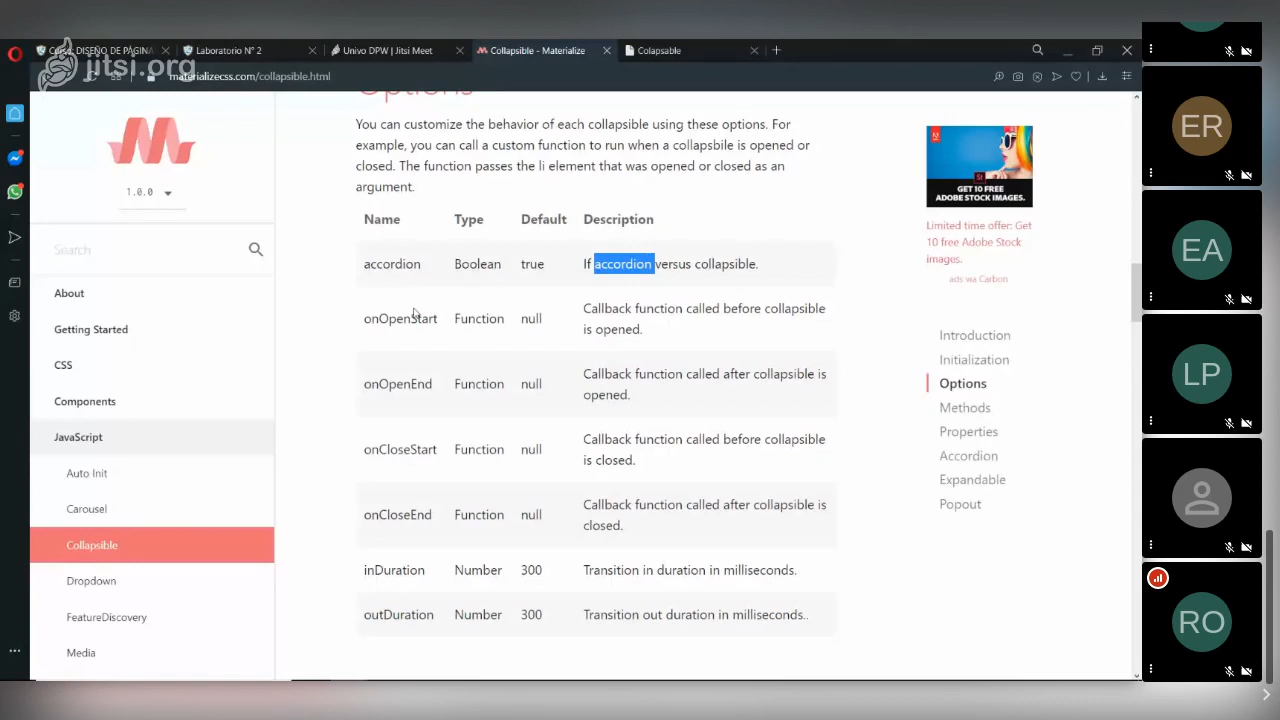 Laboratorio N° 2
Univo DPW | Jitsi Meet
Collapsible - Materialize
Colapsable
jitsi.org
materializecss.com/collapsible.html
1.0.0
Search
About
Getting Started
CSS
Components
JavaScript
Auto Init
Carousel
Collapsible
Dropdown
FeatureDiscovery
Media
Options
You can customize the behavior of each collapsible using these options. For
example, you can call a custom function to run when a collapsbile is opened or
closed. The function passes the li element that was opened or closed as an
argument.
Name Type Default Description
accordion Boolean true If accordion versus collapsible.
onOpenStart Function null Callback function called before collapsible
is opened.
onOpenEnd Function null Callback function called after collapsible is
opened.
onCloseStart Function null Callback function called before collapsible
is closed.
onCloseEnd Function null Callback function called after collapsible is
closed.
inDuration Number 300 Transition in duration in milliseconds.
outDuration Number 300 Transition out duration in milliseconds..
GET 10 FREE
ADOBE STOCK IMAGES.
Limited time offer: Get
10 free Adobe Stock
images.
ads via Carbon
Introduction
Initialization
Options
Methods
Properties
Accordion
Expandable
Popout
ER
EA
LP
RO